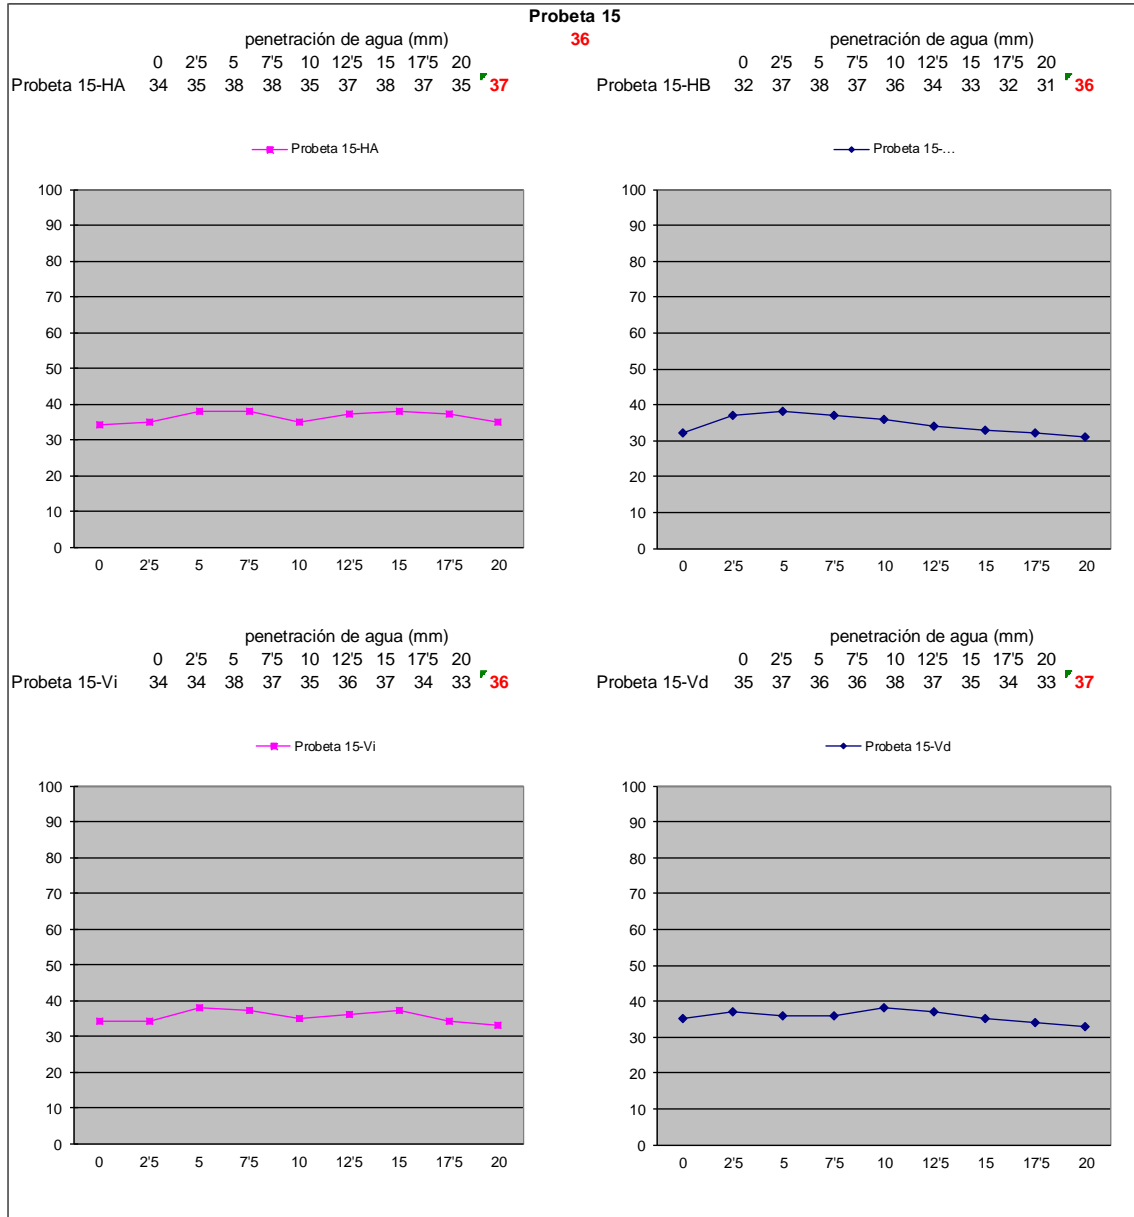 Probeta 15
36
penetración de agua (mm)
0 2'5 5 7'5 10 12'5 15 17'5 20
Probeta 15-HA 34 35 38 38 35 37 38 37 35 37
Probeta 15-HA
100
90
80
70
60
50
40
30
20
10
0
0 2'5 5 7'5 10 12'5 15 17'5 20
penetración de agua (mm)
0 2'5 5 7'5 10 12'5 15 17'5 20
Probeta 15-HB 32 37 38 37 36 34 33 32 31 36
Probeta 15-...
100
90
80
70
60
50
40
30
20
10
0
0 2'5 5 7'5 10 12'5 15 17'5 20
penetración de agua (mm)
0 2'5 5 7'5 10 12'5 15 17'5 20
Probeta 15-Vi 34 34 38 37 35 36 37 34 33 36
Probeta 15-Vi
100
90
80
70
60
50
40
30
20
10
0
0 2'5 5 7'5 10 12'5 15 17'5 20
penetración de agua (mm)
0 2'5 5 7'5 10 12'5 15 17'5 20
Probeta 15-Vd 35 37 36 36 38 37 35 34 33 37
Probeta 15-Vd
100
90
80
70
60
50
40
30
20
10
0
0 2'5 5 7'5 10 12'5 15 17'5 20